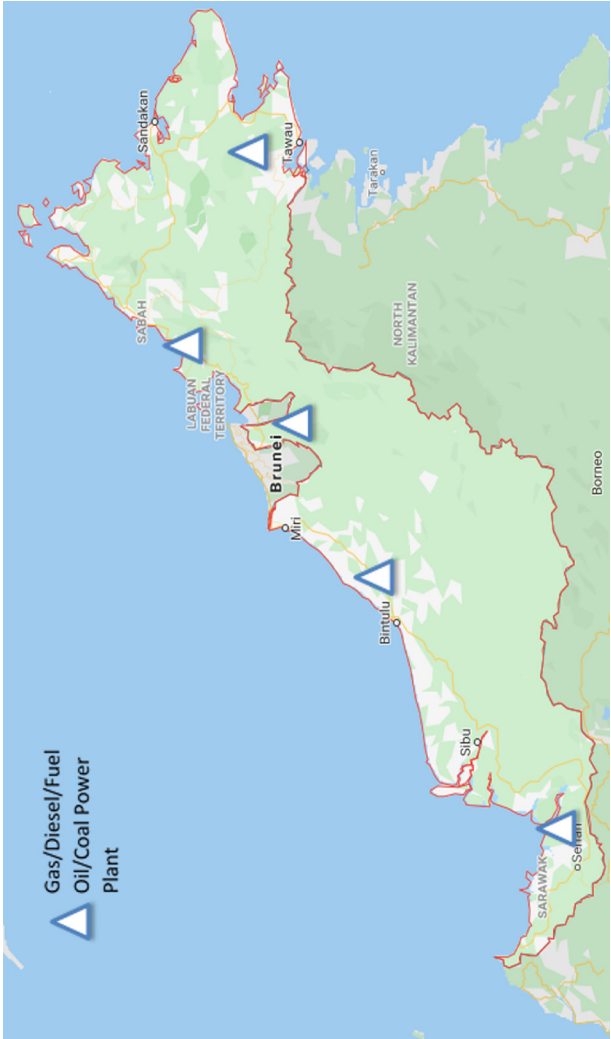 Gas/Diesel/Fuel
Oil/Coal Power
Plant
SABAH
Sandakan
Tawau
Tarakan
LABUAN
FEDERAL
TERRITORY
Brunei
Miri
NORTH
KALIMANTAN
Bintulu
Sibu
SARAWAK
Borneo